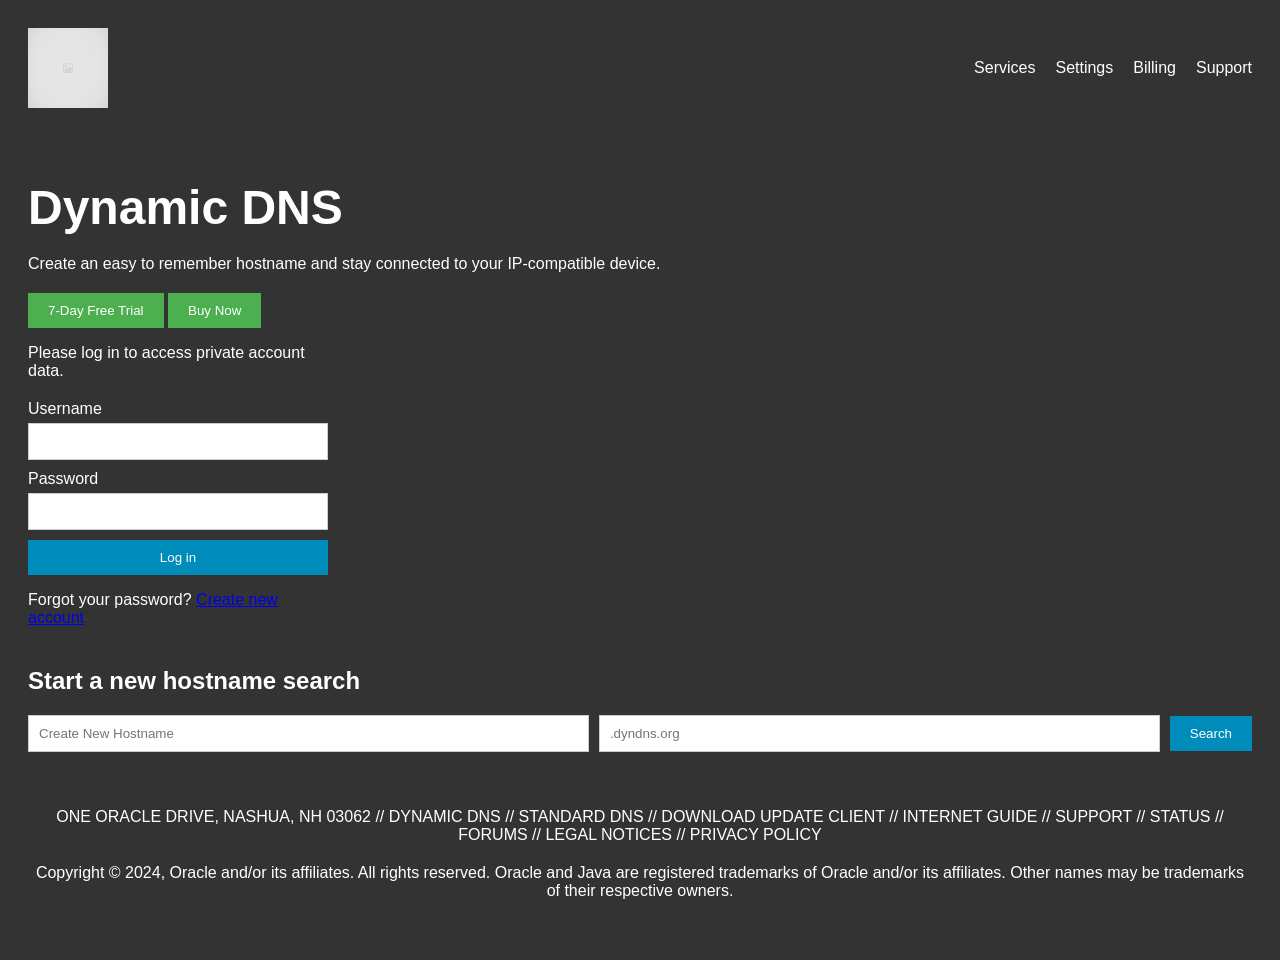 Services Settings Billing Support
Dynamic DNS
Create an easy to remember hostname and stay connected to your IP-compatible device.
7-Day Free Trial Buy Now
Please log in to access private account
data.
Username
Password
Log in
Forgot your password? Create new
account
Start a new hostname search
Create New Hostname .dyndns.org Search
ONE ORACLE DRIVE, NASHUA, NH 03062 // DYNAMIC DNS // STANDARD DNS // DOWNLOAD UPDATE CLIENT // INTERNET GUIDE // SUPPORT // STATUS //
FORUMS // LEGAL NOTICES // PRIVACY POLICY
Copyright © 2024, Oracle and/or its affiliates. All rights reserved. Oracle and Java are registered trademarks of Oracle and/or its affiliates. Other names may be trademarks
of their respective owners.